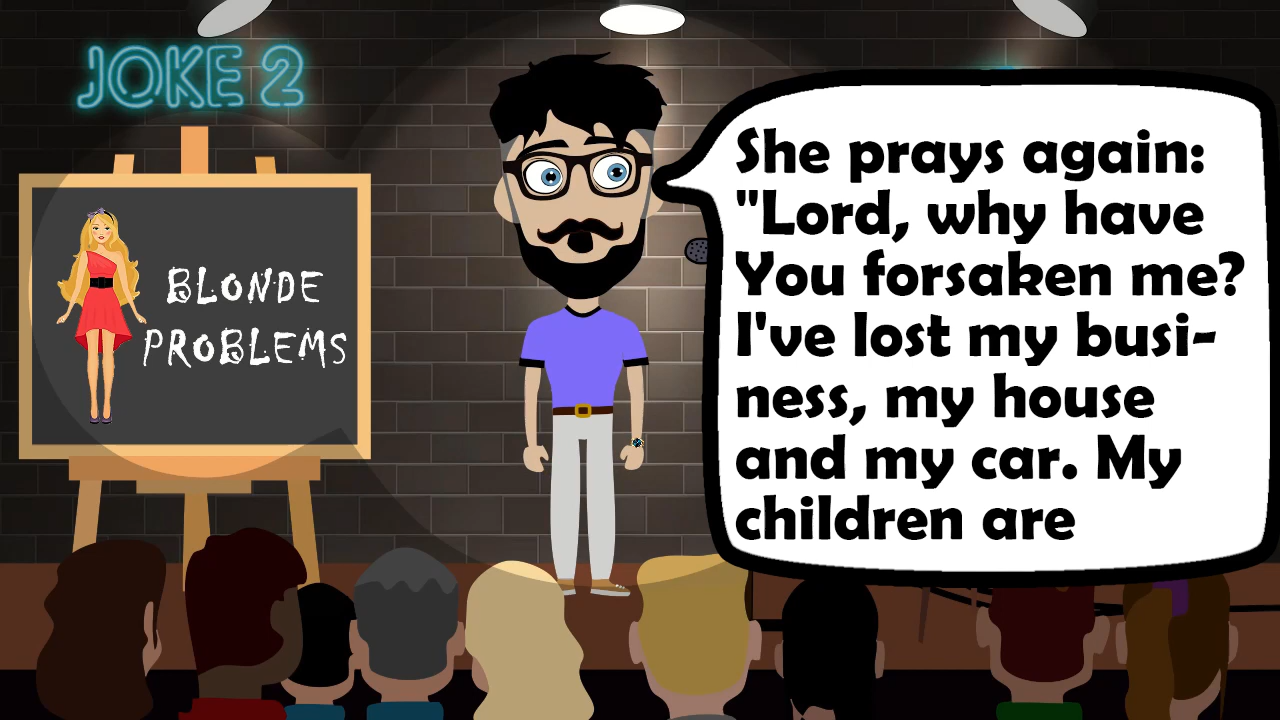 JOKE 2
BLONDE
PROBLEMS
She prays again:
"Lord, why have
You forsaken me?
I've lost my busi-
ness, my house
and my car. My
children are